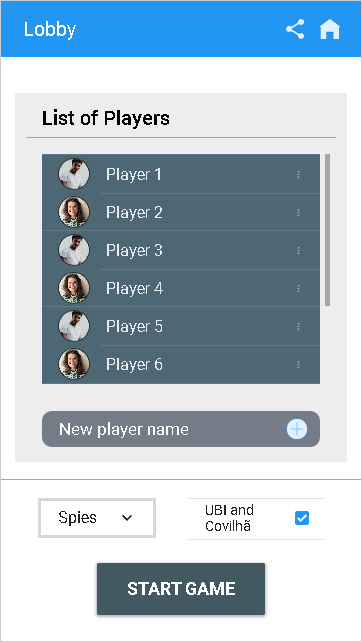 Lobby
List of Players
Player 1
Player 2
Player 3
Player 4
Player 5
Player 6
New player name
Spies
UBI and
Covilhã
START GAME